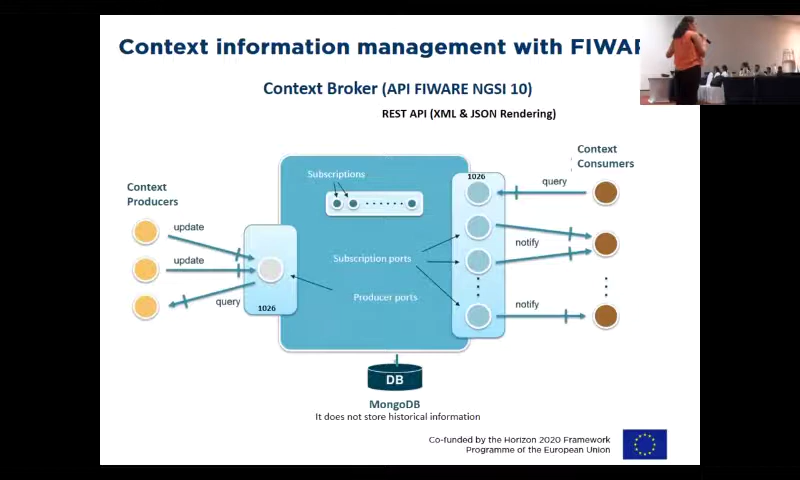 Context information management with FIWAR
Context Broker (API FIWARE NGSI 10)
REST API (XML & JSON Rendering)
Context
Consumers
Context
Producers
Subscriptions
1026
query
update
update
query
1026
Subscription ports
Producer ports
notify
notify
DB
MongoDB
It does not store historical information
Co-funded by the Horizon 2020 Framework
Programme of the European Union